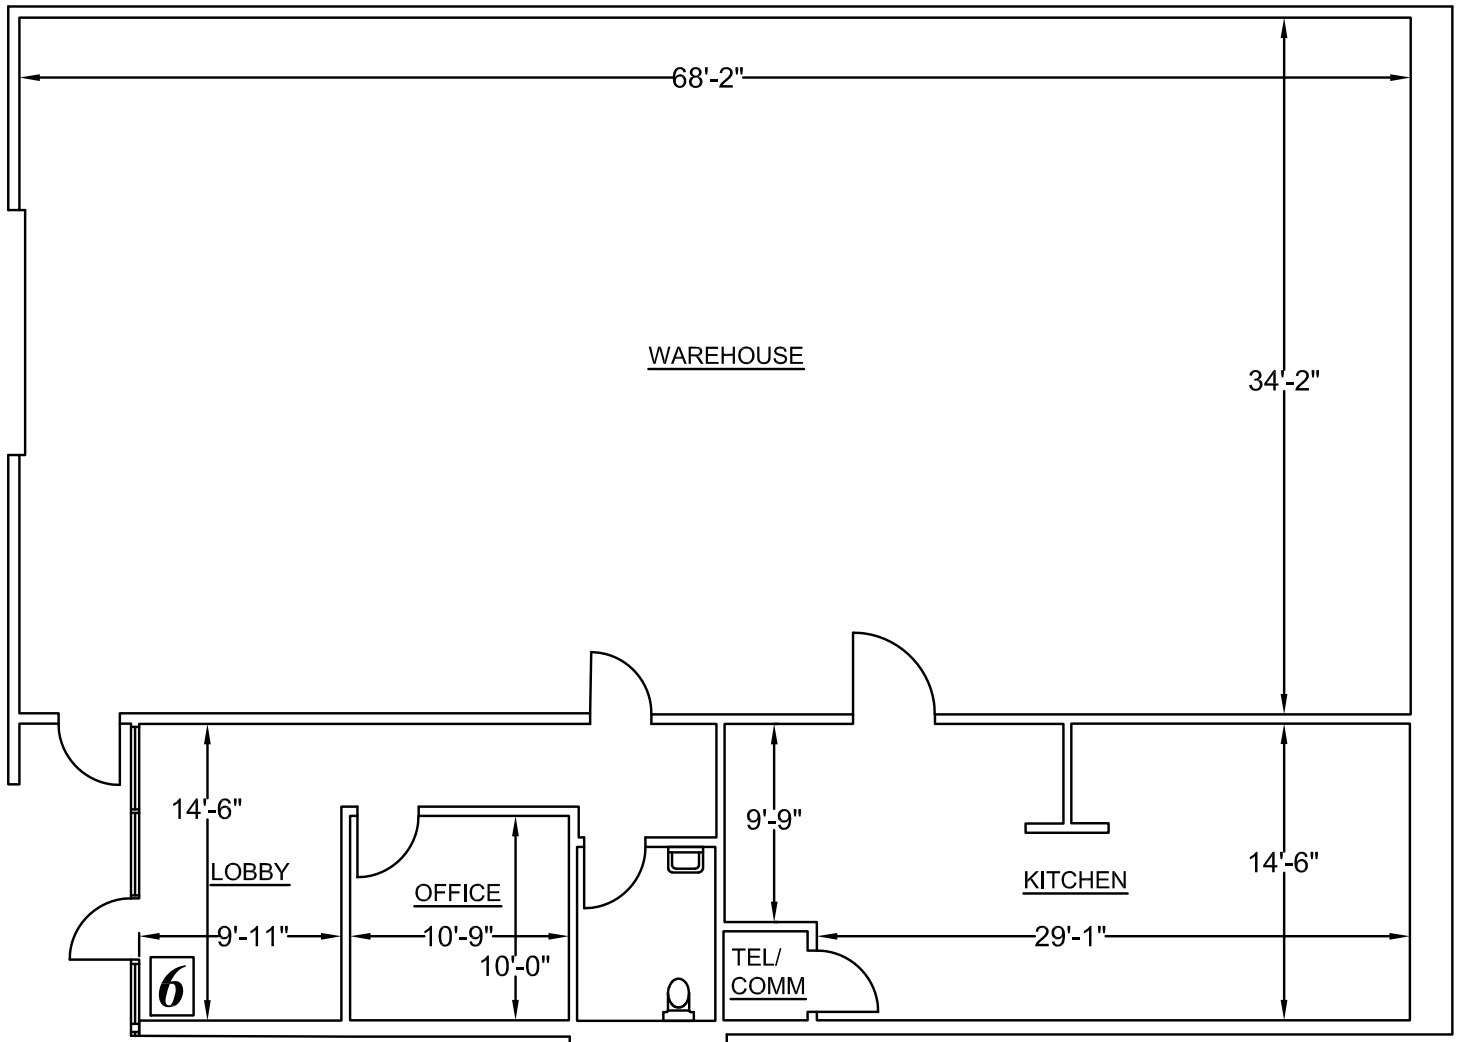 68'-2"
WAREHOUSE
34'-2"
14'-6"
9'-9"
14'-6"
LOBBY
OFFICE
KITCHEN
9'-11"
10'-9"
29'-1"
10'-0"
TEL/
COMM
6